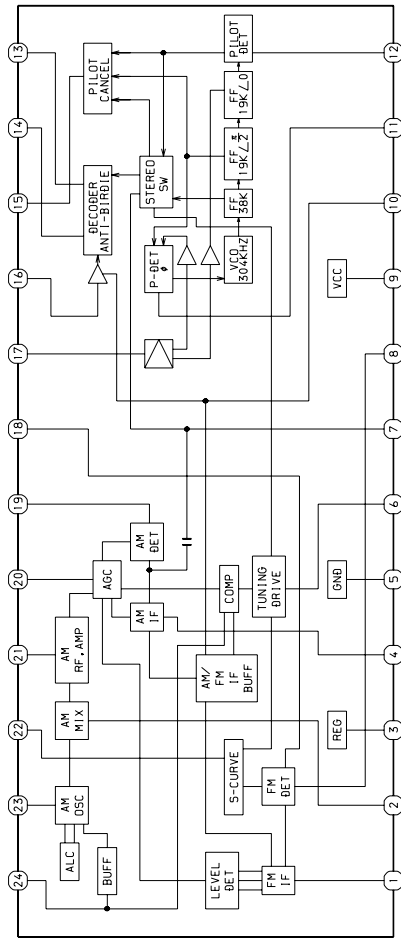 13
14
15
16
17
18
19
20
21
22
23
24
PILOT
CANCEL
PILOT
DET
DECODER
ANTI-BIRDIE
STEREO
SW
FF
19K/_0
FF
19K/_2
π
FF
38K
P-DET
φ
VCO
304KHZ
VCC
AM
DET
AGC
AM
IF
COMP
TUNING
DRIVE
GND
AM
RF.AMP
AM/
FM
IF
BUFF
AM
MIX
REG
S-CURVE
AM
OSC
ALC
BUFF
FM
DET
LEVEL
DET
FM
IF
12
11
10
9
8
7
6
5
4
3
2
1